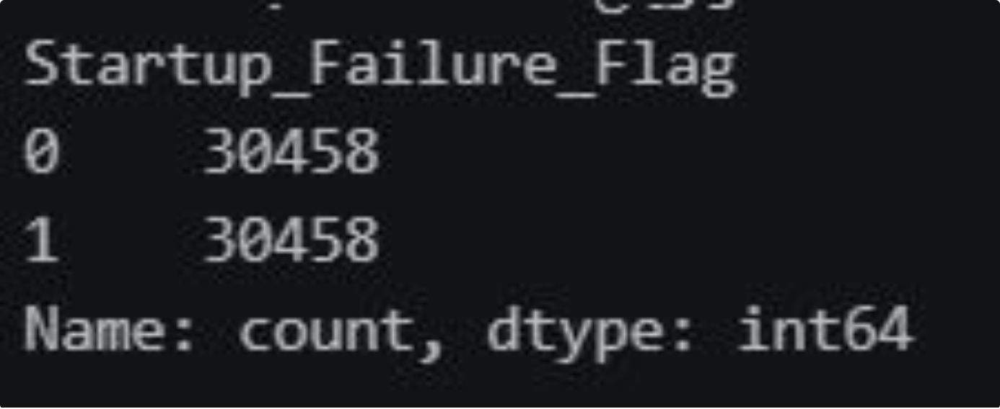 Startup_Failure_Flag
0    30458
1    30458
Name: count, dtype: int64